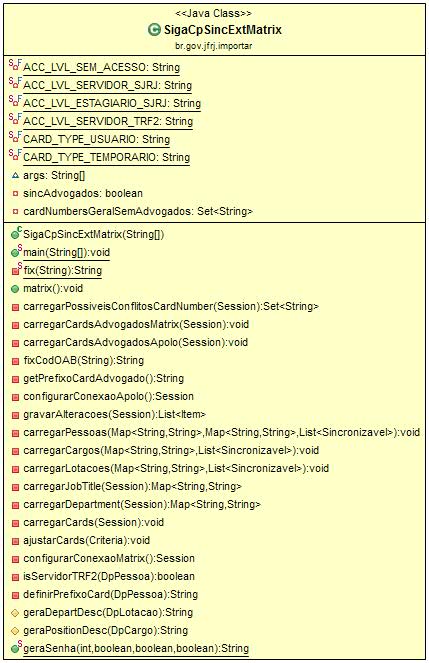 <<Java Class>>
SigaCpSincExtMatrix
br.gov.jfrj.importar
ACC_LVL_SEM_ACESSO: String
ACC_LVL_SERVIDOR_SJRJ: String
ACC_LVL_ESTAGIARIO_SJRJ: String
ACC_LVL_SERVIDOR_TRF2: String
CARD_TYPE_USUARIO: String
CARD_TYPE_TEMPORARIO: String
args: String[]
sincAdvogados: boolean
cardNumbersGeralSemAdvogados: Set<String>
SigaCpSincExtMatrix(String[])
main(String[]):void
fix(String):String
matrix():void
carregarPossiveisConflitosCardNumber(Session):Set<String>
carregarCardsAdvogadosMatrix(Session):void
carregarCardsAdvogadosApolo(Session):void
fixCodOAB(String):String
getPrefixoCardAdvogado():String
configurarConexaoApolo():Session
gravarAlteracoes(Session):List<Item>
carregarPessoas(Map<String,String>,Map<String,String>,List<Sincronizavel>):void
carregarCargos(Map<String,String>,List<Sincronizavel>):void
carregarLotacoes(Map<String,String>,List<Sincronizavel>):void
carregarJobTitle(Session):Map<String,String>
carregarDepartment(Session):Map<String,String>
carregarCards(Session):void
ajustarCards(Criteria):void
configurarConexaoMatrix():Session
isServidorTRF2(DpPessoa):boolean
definirPrefixoCard(DpPessoa):String
geraDepartDesc(DpLotacao):String
geraPositionDesc(DpCargo):String
geraSenha(int,boolean,boolean,boolean):String